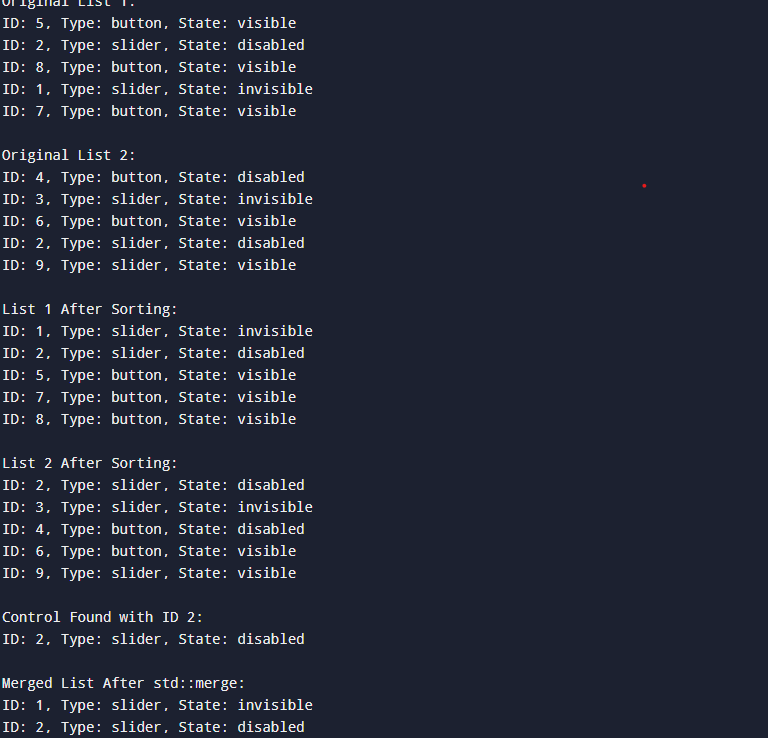 Original List 1:
ID: 5, Type: button, State: visible
ID: 2, Type: slider, State: disabled
ID: 8, Type: button, State: visible
ID: 1, Type: slider, State: invisible
ID: 7, Type: button, State: visible
Original List 2:
ID: 4, Type: button, State: disabled
ID: 3, Type: slider, State: invisible
ID: 6, Type: button, State: visible
ID: 2, Type: slider, State: disabled
ID: 9, Type: slider, State: visible
List 1 After Sorting:
ID: 1, Type: slider, State: invisible
ID: 2, Type: slider, State: disabled
ID: 5, Type: button, State: visible
ID: 7, Type: button, State: visible
ID: 8, Type: button, State: visible
List 2 After Sorting:
ID: 2, Type: slider, State: disabled
ID: 3, Type: slider, State: invisible
ID: 4, Type: button, State: disabled
ID: 6, Type: button, State: visible
ID: 9, Type: slider, State: visible
Control Found with ID 2:
ID: 2, Type: slider, State: disabled
Merged List After std::merge:
ID: 1, Type: slider, State: invisible
ID: 2, Type: slider, State: disabled